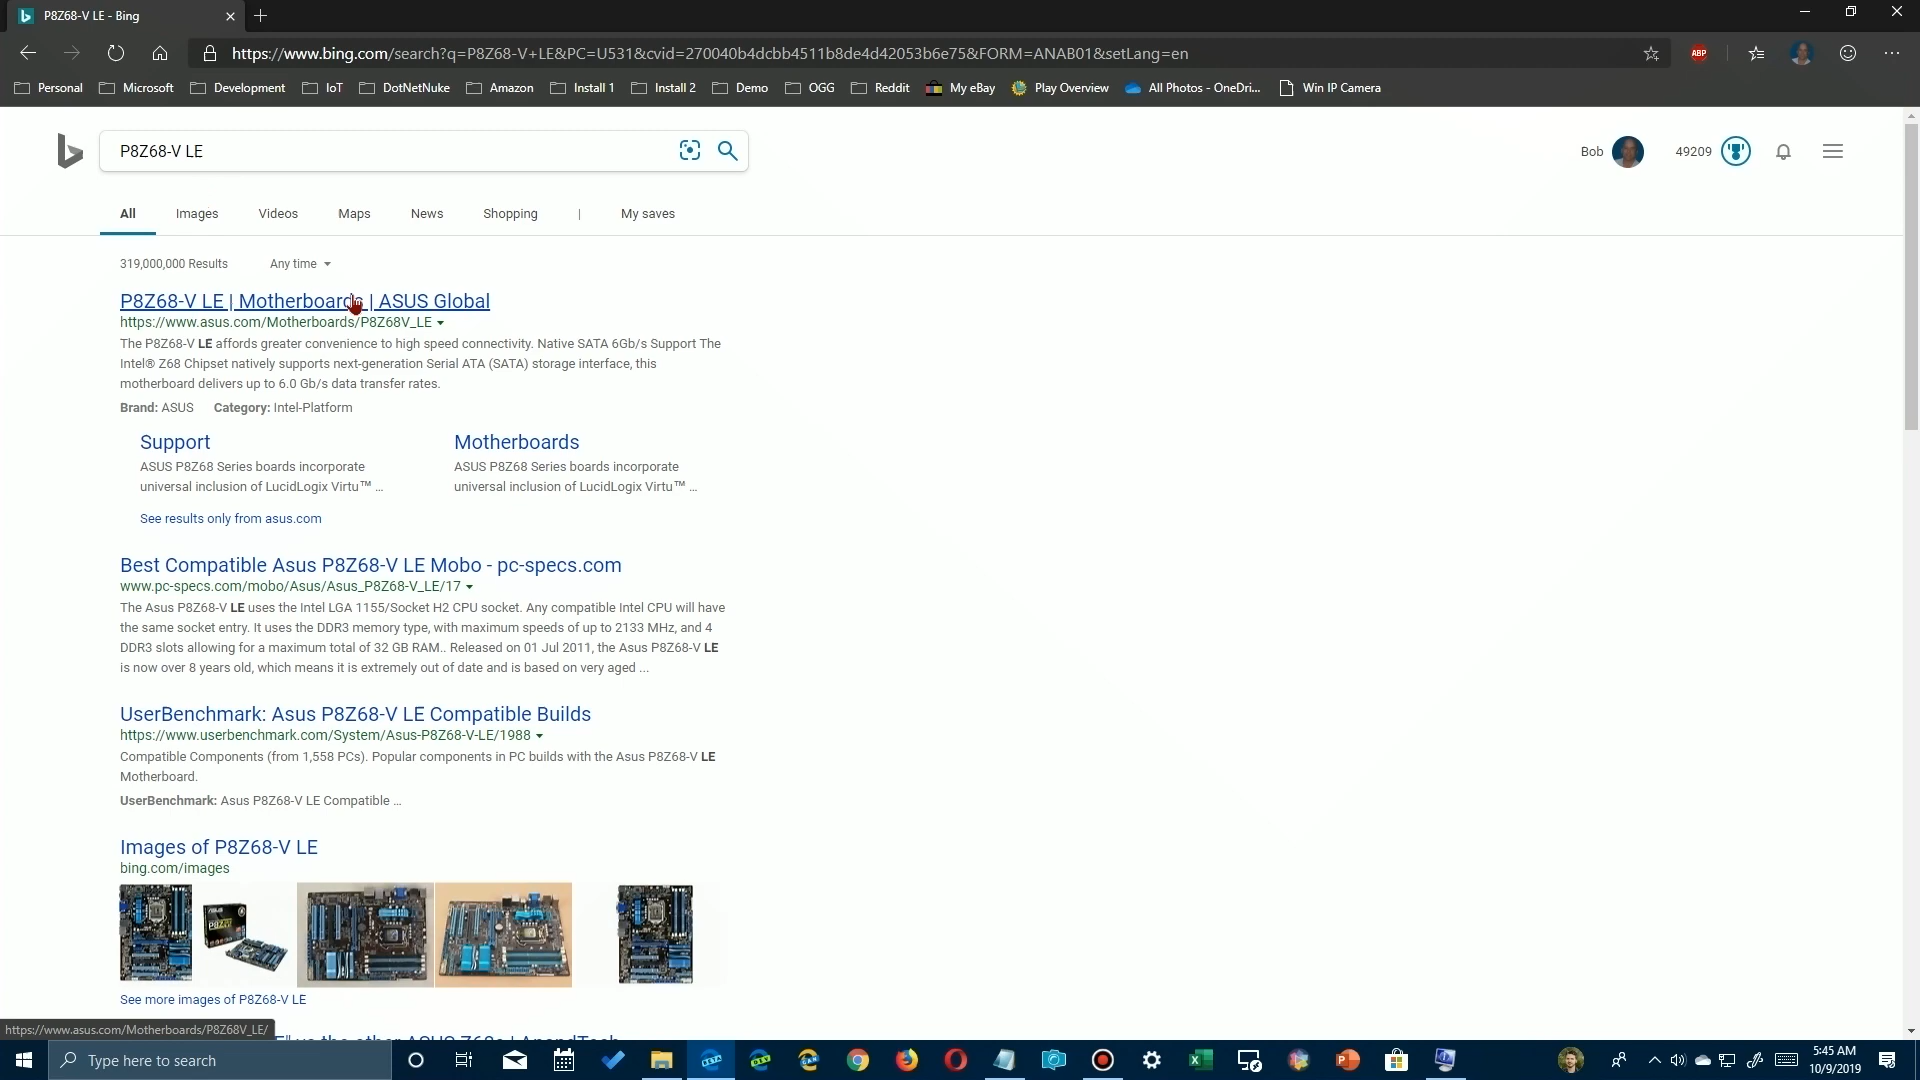 P8Z68-V LE - Bing
https://www.bing.com/search?q=P8Z68-V+LE&PC=U531&cvid=270040b4dcbb4511b8de4d42053b6e75&FORM=ANAB01&setLang=en
ABP
Personal Microsoft Development IoT DotNetNuke Amazon Install 1 Install 2 Demo OGG Reddit My eBay Play Overview All Photos - OneDri... Win IP Camera
P8Z68-V LE
Bob 49209
All Images Videos Maps News Shopping | My saves
319,000,000 Results Any time
P8Z68-V LE | Motherboards | ASUS Global
https://www.asus.com/Motherboards/P8Z68V_LE
The P8Z68-V LE affords greater convenience to high speed connectivity. Native SATA 6Gb/s Support The
Intel® Z68 Chipset natively supports next-generation Serial ATA (SATA) storage interface, this
motherboard delivers up to 6.0 Gb/s data transfer rates.
Brand: ASUS Category: Intel-Platform
Support Motherboards
ASUS P8Z68 Series boards incorporate ASUS P8Z68 Series boards incorporate
universal inclusion of LucidLogix Virtu™ ... universal inclusion of LucidLogix Virtu™ ...
See results only from asus.com
Best Compatible Asus P8Z68-V LE Mobo - pc-specs.com
www.pc-specs.com/mobo/Asus/Asus_P8Z68-V_LE/17
The Asus P8Z68-V LE uses the Intel LGA 1155/Socket H2 CPU socket. Any compatible Intel CPU will have
the same socket entry. It uses the DDR3 memory type, with maximum speeds of up to 2133 MHz, and 4
DDR3 slots allowing for a maximum total of 32 GB RAM.. Released on 01 Jul 2011, the Asus P8Z68-V LE
is now over 8 years old, which means it is extremely out of date and is based on very aged ...
UserBenchmark: Asus P8Z68-V LE Compatible Builds
https://www.userbenchmark.com/System/Asus-P8Z68-V-LE/1988
Compatible Components (from 1,558 PCs). Popular components in PC builds with the Asus P8Z68-V LE
Motherboard.
UserBenchmark: Asus P8Z68-V LE Compatible ...
Images of P8Z68-V LE
bing.com/images
See more images of P8Z68-V LE
https://www.asus.com/Motherboards/P8Z68V_LE/
Type here to search
BETA DEV CAN
5:45 AM
10/9/2019